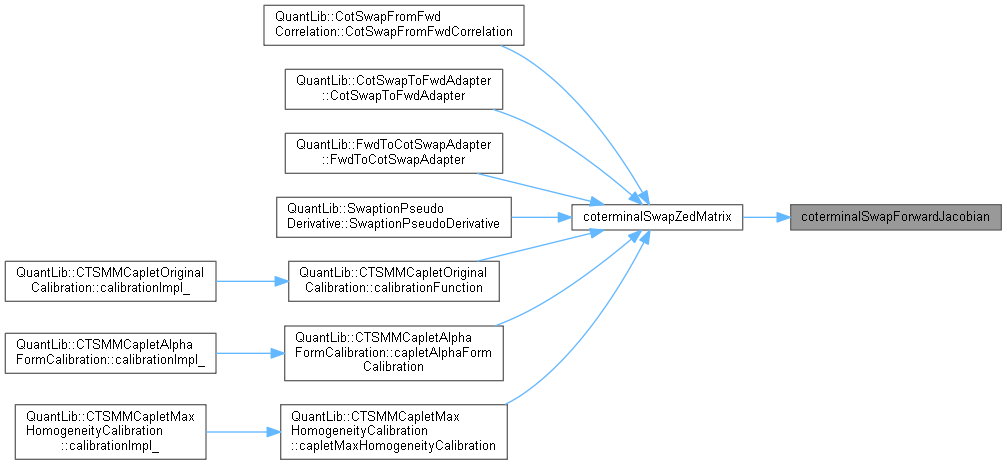 QuantLib::CotSwapFromFwd
Correlation::CotSwapFromFwdCorrelation
QuantLib::CotSwapToFwdAdapter
::CotSwapToFwdAdapter
QuantLib::FwdToCotSwapAdapter
::FwdToCotSwapAdapter
QuantLib::SwaptionPseudo
Derivative::SwaptionPseudoDerivative
coterminalSwapZedMatrix
coterminalSwapForwardJacobian
QuantLib::CTSMMCapletOriginal
Calibration::calibrationImpl_
QuantLib::CTSMMCapletOriginal
Calibration::calibrationFunction
QuantLib::CTSMMCapletAlpha
FormCalibration::calibrationImpl_
QuantLib::CTSMMCapletAlpha
FormCalibration::capletAlphaForm
Calibration
QuantLib::CTSMMCapletMax
HomogeneityCalibration
::calibrationImpl_
QuantLib::CTSMMCapletMax
HomogeneityCalibration
::capletMaxHomogeneityCalibration